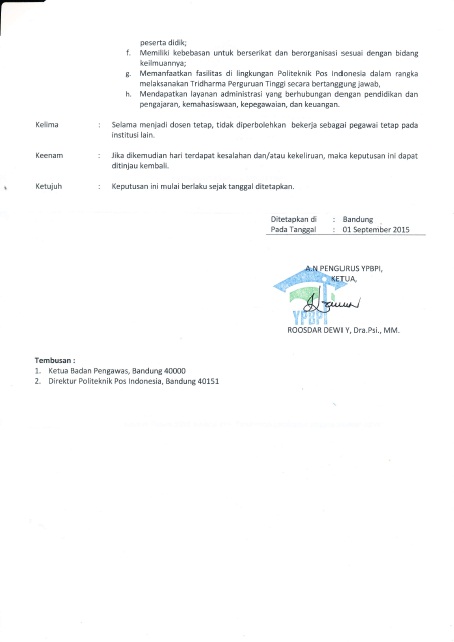 peserta didik;
f. Memiliki kebebasan untuk berserikat dan berorganisasi sesuai dengan bidang
keilmuannya;
g. Memanfaatkan fasilitas di lingkungan Politeknik Pos Indonesia dalam rangka
melaksanakan Tridharma Perguruan Tinggi secara bertanggung jawab,
h. Mendapatkan layanan administrasi yang berhubungan dengan pendidikan dan
pengajaran, kemahasiswaan, kepegawaian, dan keuangan.
Kelima : Selama menjadi dosen tetap, tidak diperbolehkan bekerja sebagai pegawai tetap pada
institusi lain.
Keenam : Jika dikemudian hari terdapat kesalahan dan/atau kekeliruan, maka keputusan ini dapat
ditinjau kembali.
Ketujuh : Keputusan ini mulai berlaku sejak tanggal ditetapkan.
Ditetapkan di : Bandung
Pada Tanggal : 01 September 2015
A.N PENGURUS YPBPI,
KETUA,
YPBPI
ROOSDAR DEWI Y, Dra.Psi., MM.
Tembusan :
1. Ketua Badan Pengawas, Bandung 40000
2. Direktur Politeknik Pos Indonesia, Bandung 40151